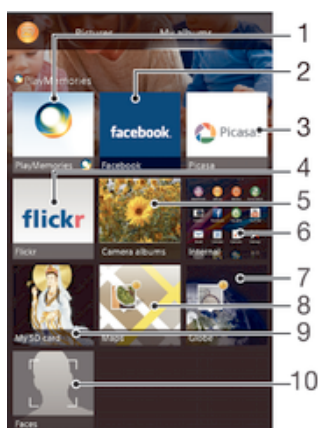 Pictures My albums
PlayMemories
1
2
3
facebook.
Picasa
PlayMemories
Facebook
Picasa
4
flickr
5
6
Flickr
Camera albums
Internal
7
8
9
My SD card
Maps
Globe
10
Faces